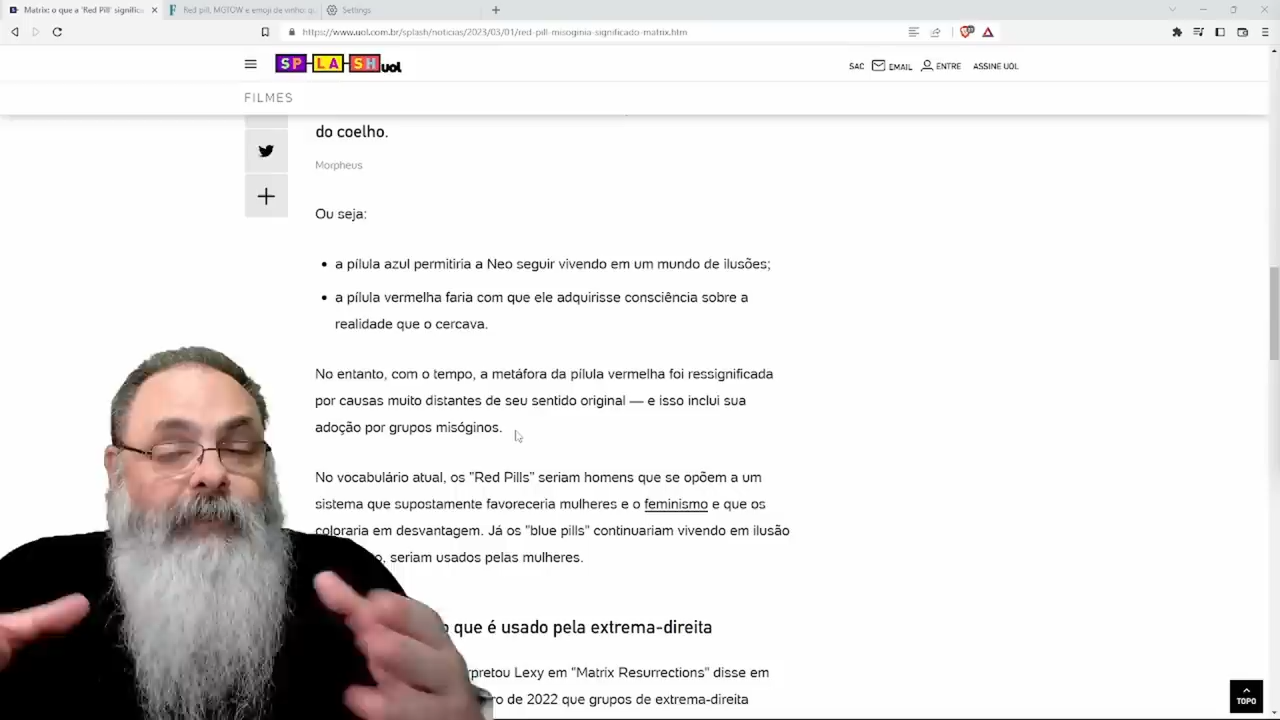 Matrix: o que a 'Red Pill' signific
Red pill, MGTOW e emoji de vinho: q
Settings
https://www.uol.com.br/splash/noticias/2023/03/01/red-pill-misoginia-significado-matrix.htm
SPLASH uol
SAC
EMAIL
ENTRE
ASSINE UOL
FILMES
do coelho.
Morpheus
Ou seja:
• a pílula azul permitiria a Neo seguir vivendo em um mundo de ilusões;
• a pílula vermelha faria com que ele adquirisse consciência sobre a
realidade que o cercava.
No entanto, com o tempo, a metáfora da pílula vermelha foi ressignificada
por causas muito distantes de seu sentido original — e isso inclui sua
adoção por grupos misóginos.
No vocabulário atual, os "Red Pills" seriam homens que se opõem a um
sistema que supostamente favoreceria mulheres e o feminismo e que os
coloraria em desvantagem. Já os "blue pills" continuariam vivendo em ilusão
o, seriam usados pelas mulheres.
o que é usado pela extrema-direita
rpretou Lexy em "Matrix Resurrections" disse em
ro de 2022 que grupos de extrema-direita
TOPO